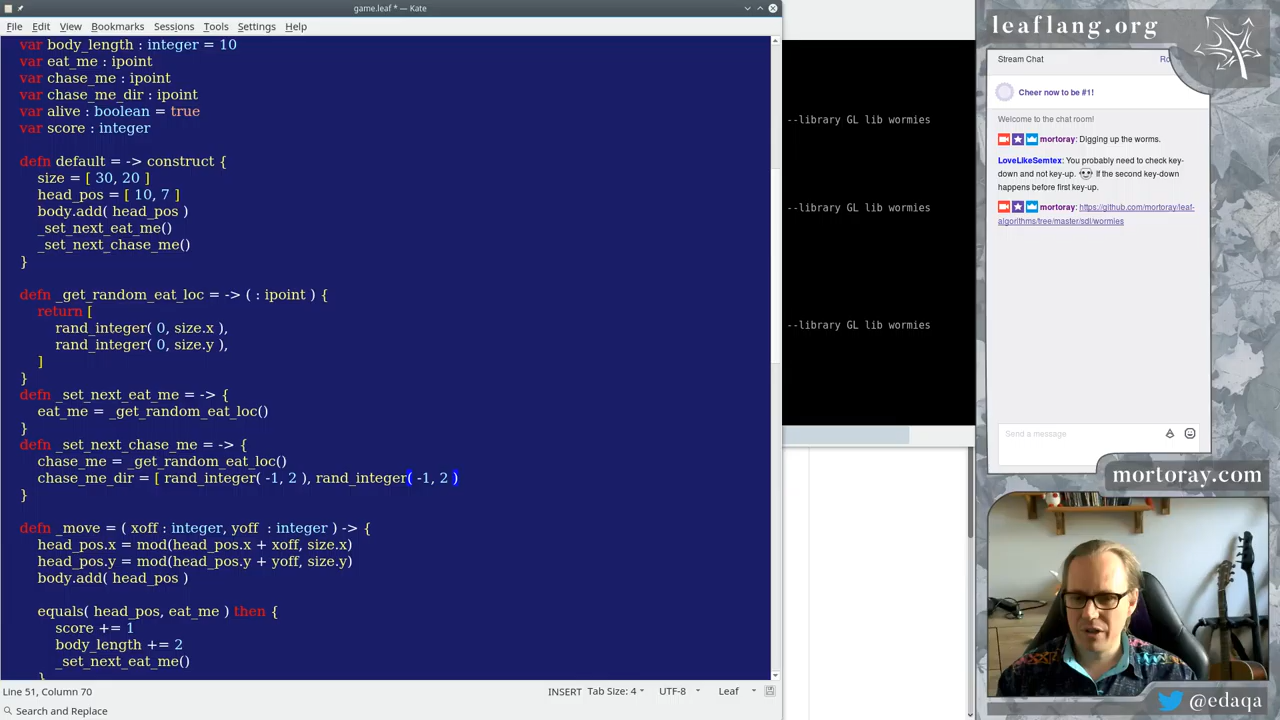 game.leaf * — Kate
File Edit View Bookmarks Sessions Tools Settings Help
var body_length : integer = 10
var eat_me : ipoint
var chase_me : ipoint
var chase_me_dir : ipoint
var alive : boolean = true
var score : integer
defn default = -> construct {
size = [ 30, 20 ]
head_pos = [ 10, 7 ]
body.add( head_pos )
_set_next_eat_me()
_set_next_chase_me()
}
defn _get_random_eat_loc = -> ( : ipoint ) {
return [
rand_integer( 0, size.x ),
rand_integer( 0, size.y ),
]
}
defn _set_next_eat_me = -> {
eat_me = _get_random_eat_loc()
}
defn _set_next_chase_me = -> {
chase_me = _get_random_eat_loc()
chase_me_dir = [ rand_integer( -1, 2 ), rand_integer( -1, 2 )
}
defn _move = ( xoff : integer, yoff  : integer ) -> {
head_pos.x = mod(head_pos.x + xoff, size.x)
head_pos.y = mod(head_pos.y + yoff, size.y)
body.add( head_pos )
equals( head_pos, eat_me ) then {
score += 1
body_length += 2
_set_next_eat_me()
}
Line 51, Column 70
INSERT Tab Size: 4 UTF-8 Leaf
Search and Replace
--library GL lib wormies
--library GL lib wormies
--library GL lib wormies
leaflang.org
Stream Chat
Cheer now to be #1!
Welcome to the chat room!
mortoray: Digging up the worms.
LoveLikeSemtex: You probably need to check key-
down and not key-up. If the second key-down
happens before first key-up.
mortoray: https://github.com/mortoray/leaf-
algorithms/tree/master/sdl/wormies
Send a message
mortoray.com
@edaqa